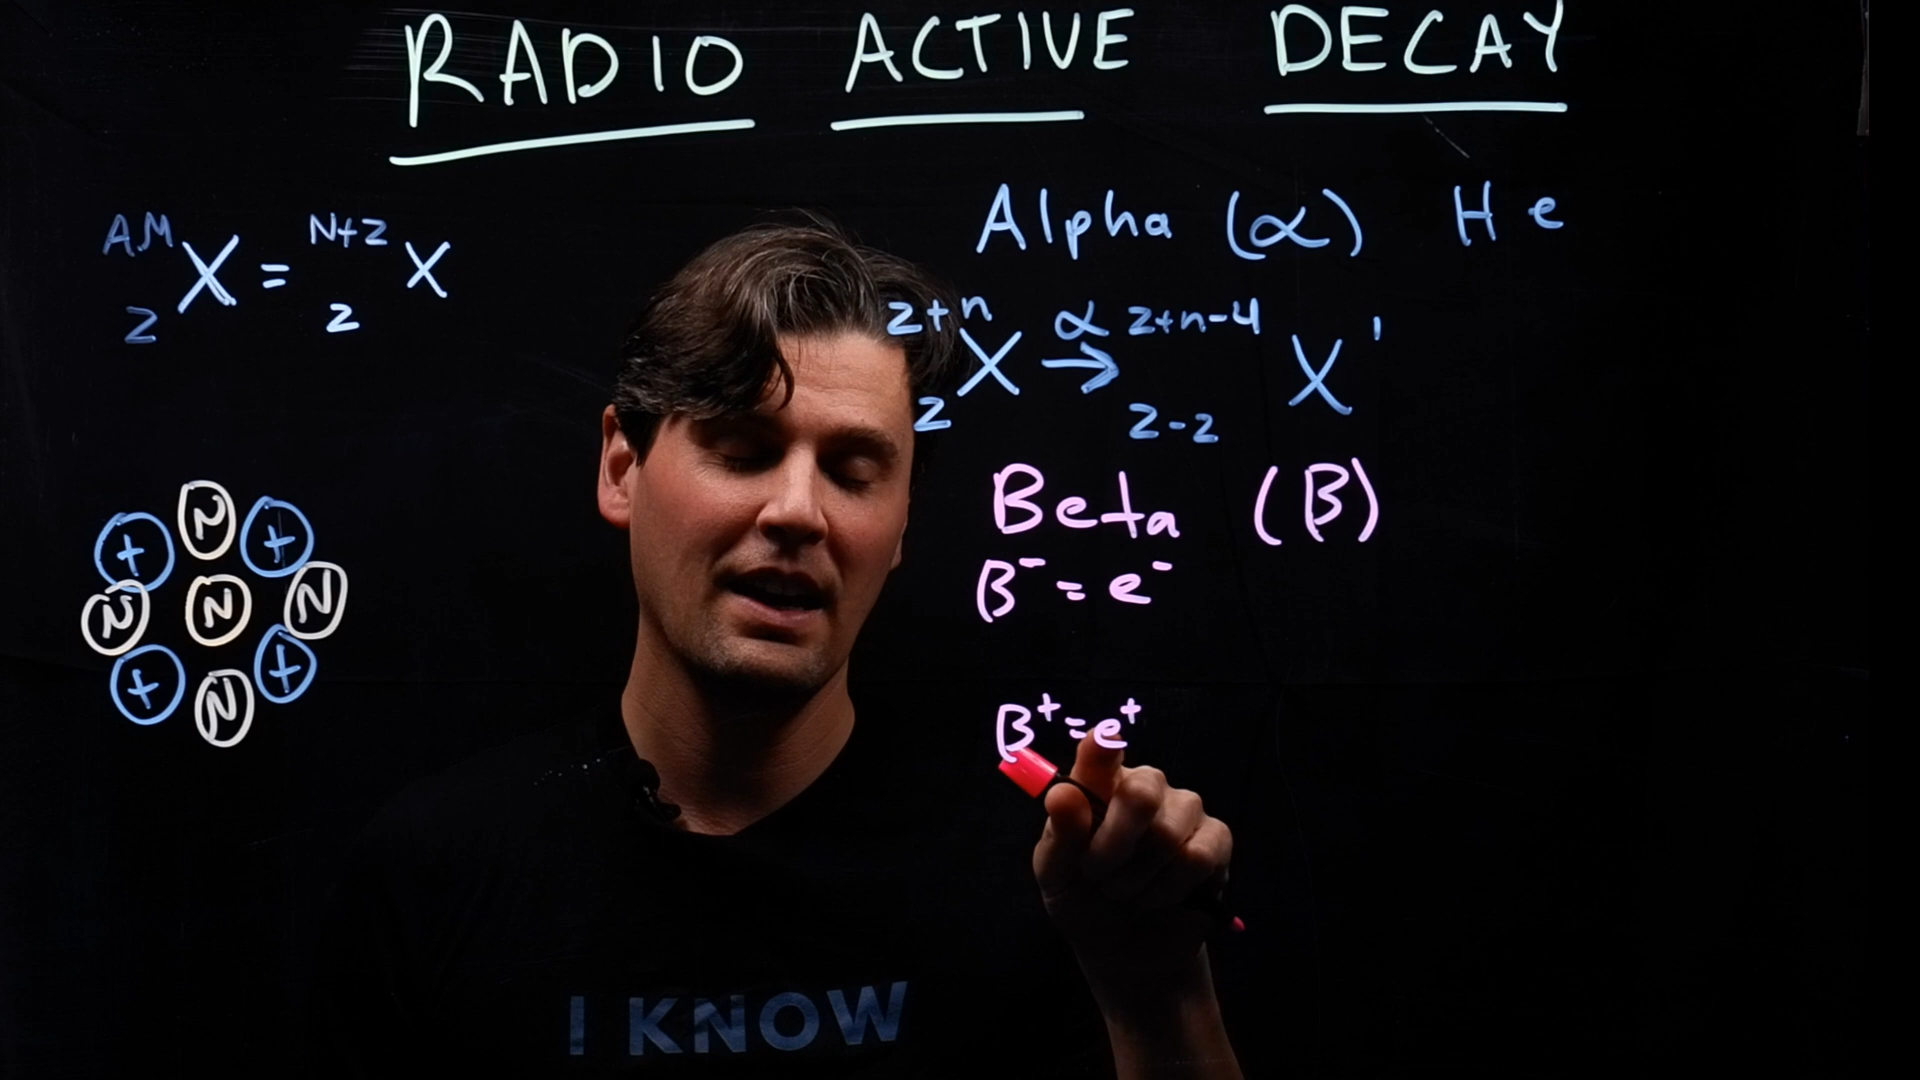 RADIO ACTIVE DECAY
AM X = N+Z X
Z Z
Alpha (α) He
z+n X α → z+n-4 X'
z z-2
Beta (β)
β⁻ = e⁻
β⁺ = e⁺
+ N +
N N N
+ N +
I KNOW